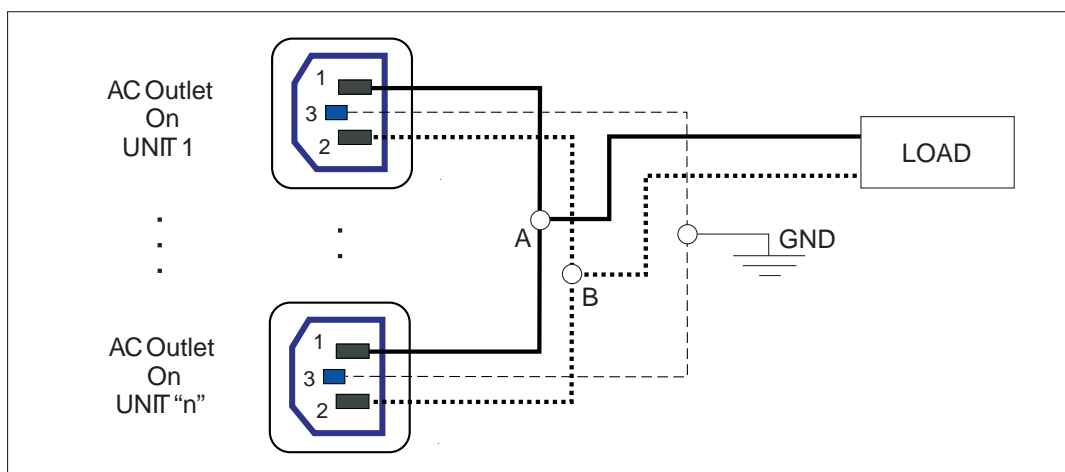 AC Outlet
On
UNIT 1
1
3
2
A
B
LOAD
GND
AC Outlet
On
UNIT “n”
1
3
2